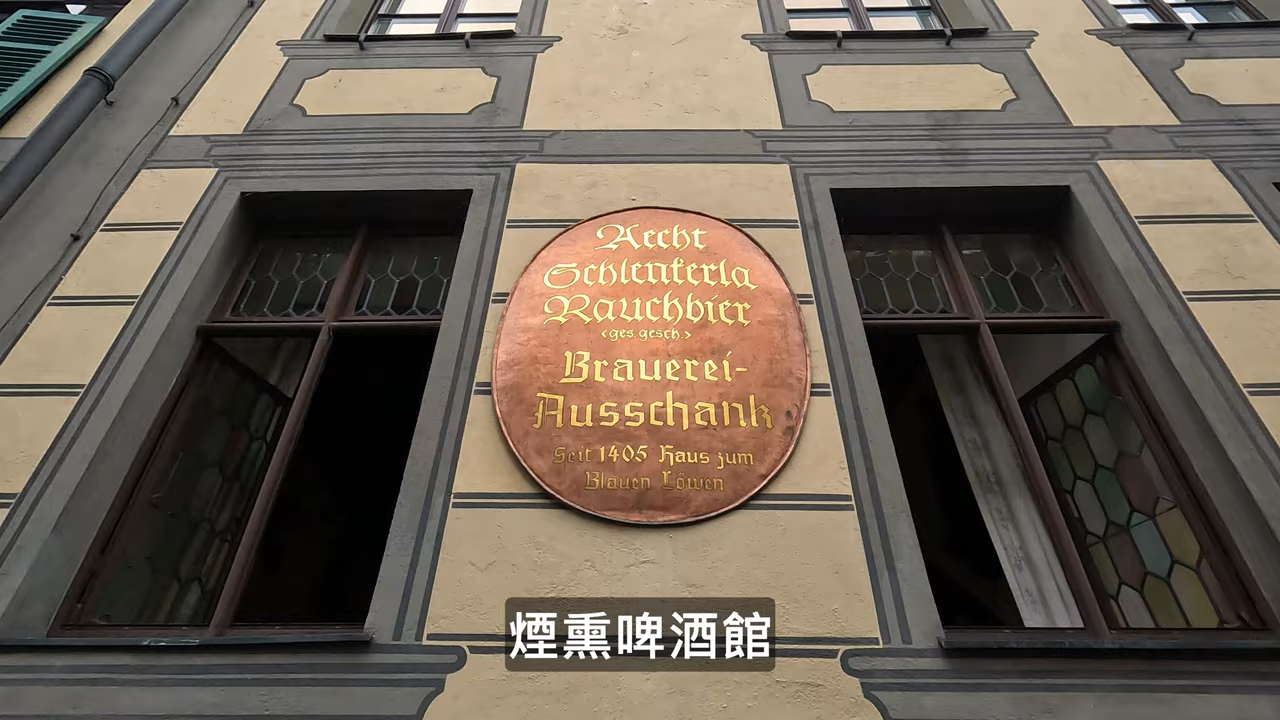 Aecht
Schlenkerla
Rauchbier
<ges. gesch.>
Brauerei-
Ausschank
Seit 1405 Haus zum
Blauen Löwen
煙熏啤酒館